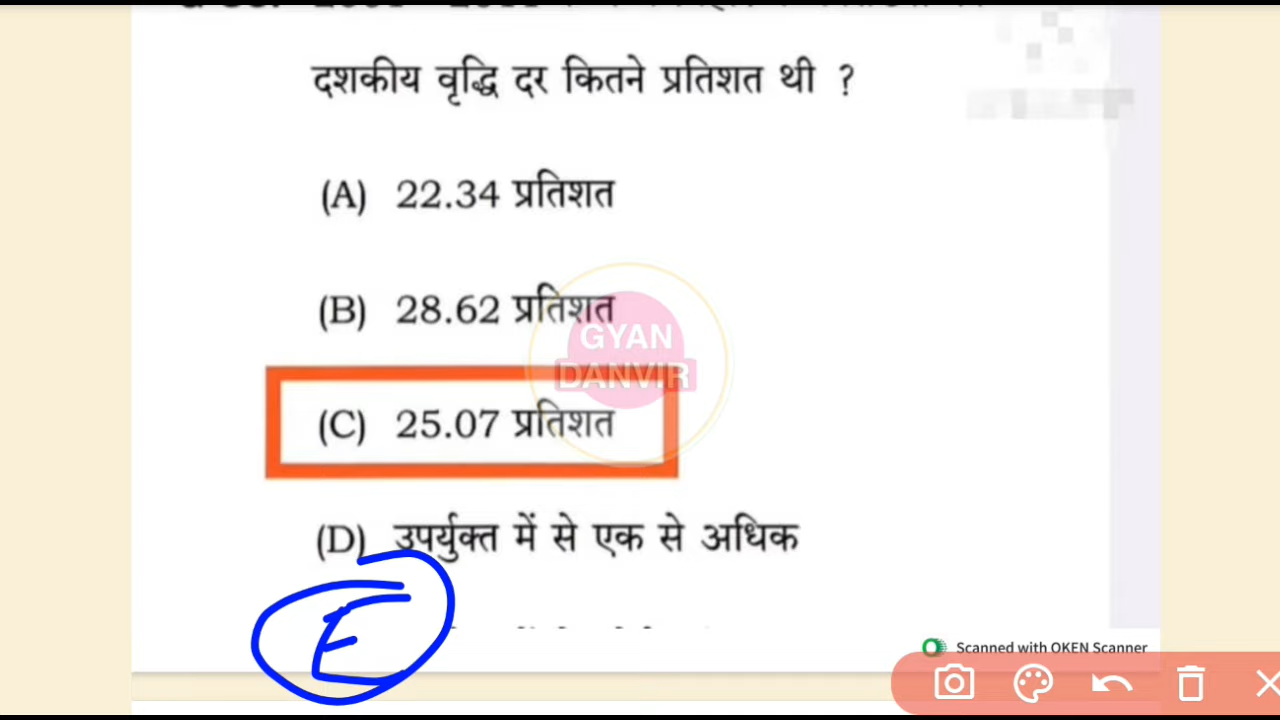 दशकीय वृद्धि दर कितने प्रतिशत थी ?
(A) 22.34 प्रतिशत
(B) 28.62 प्रतिशत
GYAN
DANVIR
(C) 25.07 प्रतिशत
(D) उपर्युक्त में से एक से अधिक
E
Scanned with OKEN Scanner